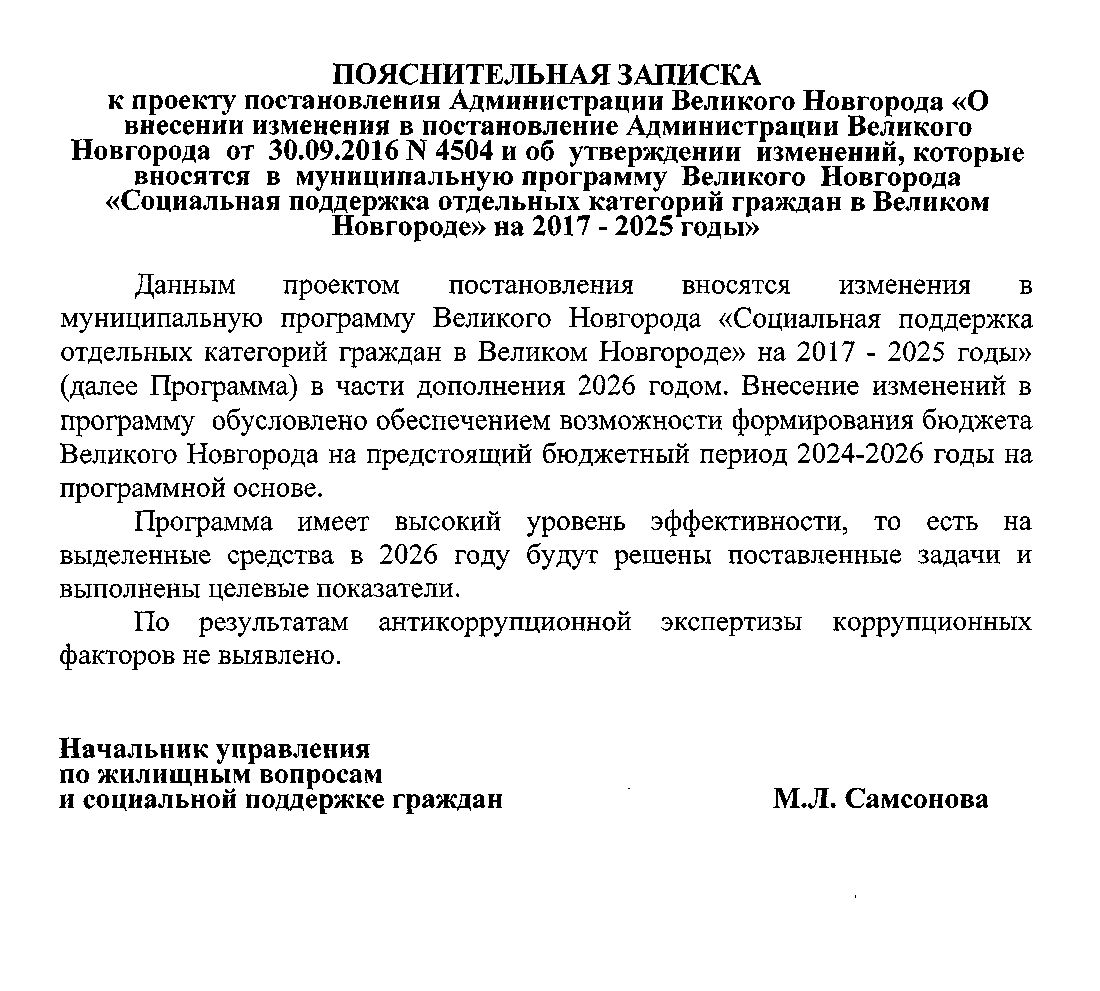 ПОЯСНИТЕЛЬНАЯ ЗАПИСКА
к проекту постановления Администрации Великого Новгорода «О
внесении изменения в постановление Администрации Великого
Новгорода от 30.09.2016 N 4504 и об утверждении изменений, которые
вносятся в муниципальную программу Великого Новгорода
«Социальная поддержка отдельных категорий граждан в Великом
Новгороде» на 2017 - 2025 годы»
Данным проектом постановления вносятся изменения в
муниципальную программу Великого Новгорода «Социальная поддержка
отдельных категорий граждан в Великом Новгороде» на 2017 - 2025 годы»
(далее Программа) в части дополнения 2026 годом. Внесение изменений в
программу обусловлено обеспечением возможности формирования бюджета
Великого Новгорода на предстоящий бюджетный период 2024-2026 годы на
программной основе.
Программа имеет высокий уровень эффективности, то есть на
выделенные средства в 2026 году будут решены поставленные задачи и
выполнены целевые показатели.
По результатам антикоррупционной экспертизы коррупционных
факторов не выявлено.
Начальник управления
по жилищным вопросам
и социальной поддержке граждан М.Л. Самсонова